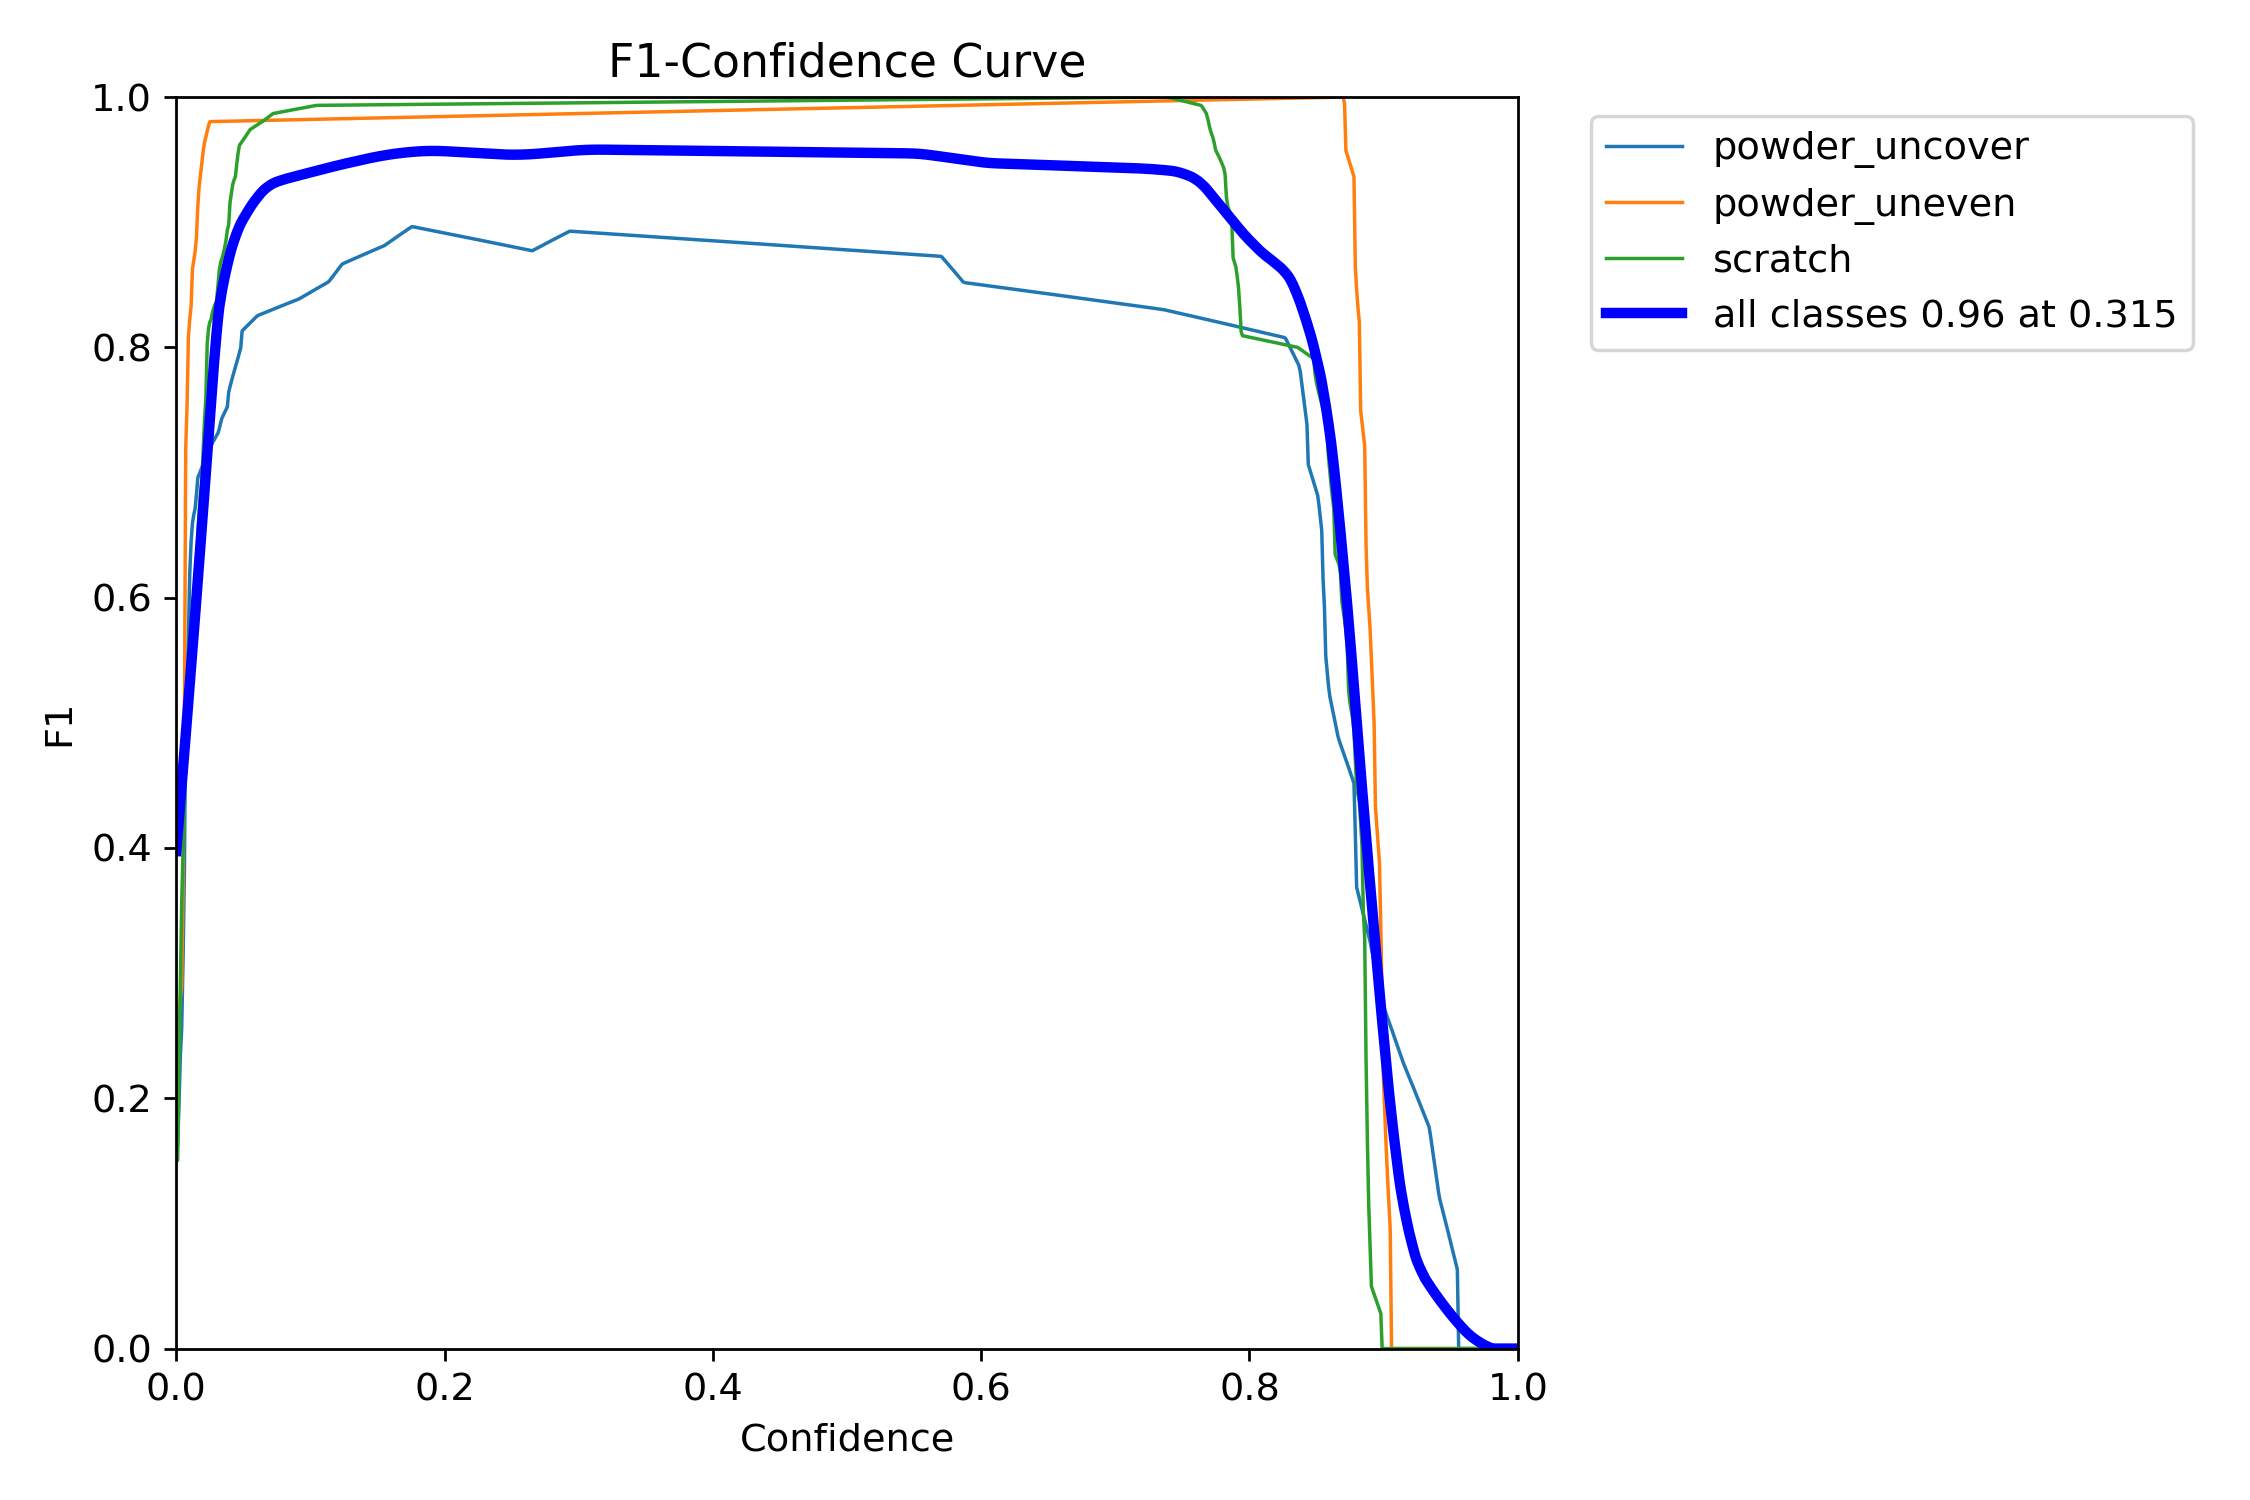 F1-Confidence Curve
1.0
0.8
0.6
0.4
0.2
0.0
F1
0.0 0.2 0.4 0.6 0.8 1.0
Confidence
powder_uncover
powder_uneven
scratch
all classes 0.96 at 0.315